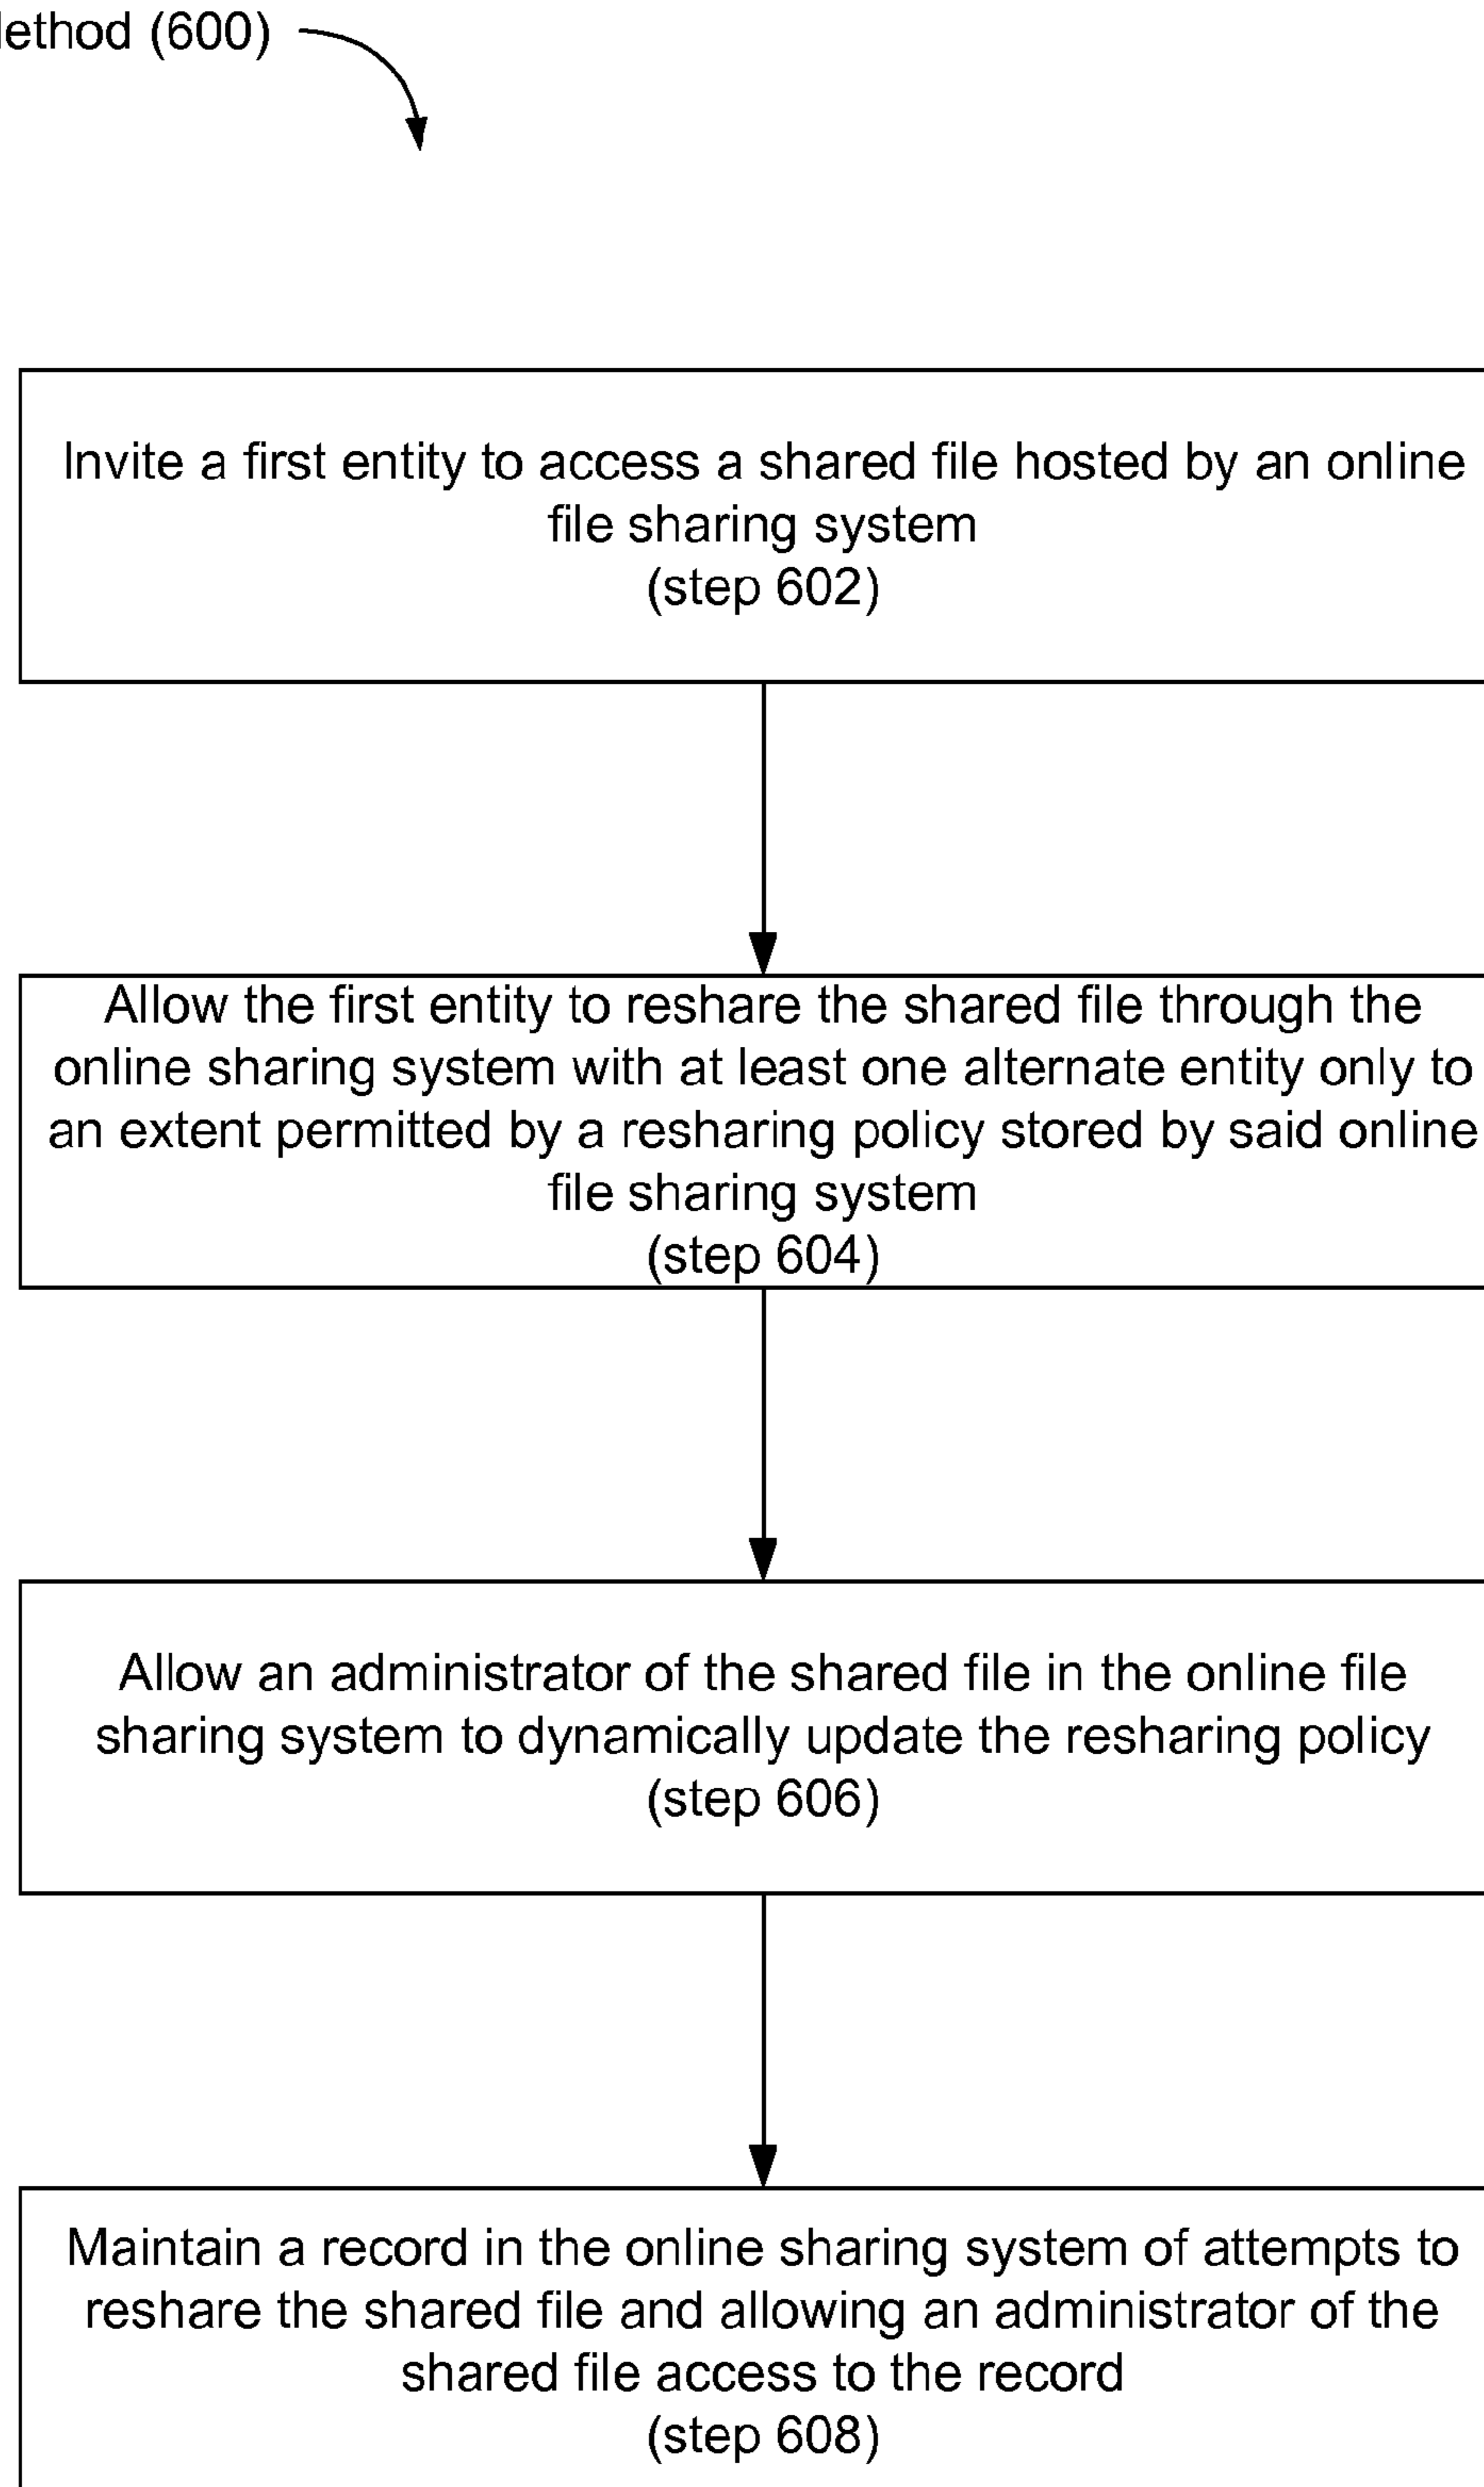 ethod (600)
Invite a first entity to access a shared file hosted by an online
file sharing system
(step 602)
Allow the first entity to reshare the shared file through the
online sharing system with at least one alternate entity only to
an extent permitted by a resharing policy stored by said online
file sharing system
(step 604)
Allow an administrator of the shared file in the online file
sharing system to dynamically update the resharing policy
(step 606)
Maintain a record in the online sharing system of attempts to
reshare the shared file and allowing an administrator of the
shared file access to the record
(step 608)